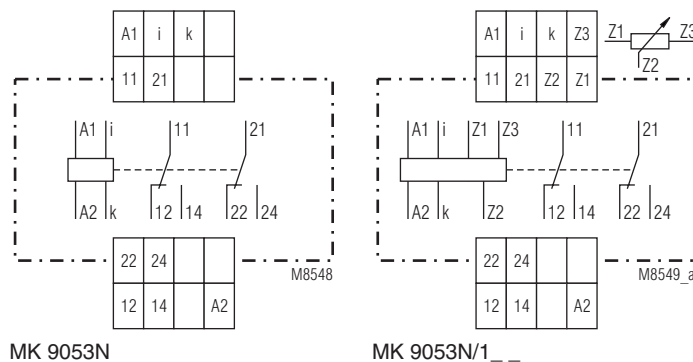 A1 i k
11 21
A1 i 11 21
A2 k 12 14 22 24
22 24
12 14 A2
M8548
MK 9053N
A1 i k Z3
11 21 Z2 Z1
Z1 Z3
Z2
A1 i Z1 Z3 11 21
A2 k Z2 12 14 22 24
22 24
12 14 A2
M8549_a
MK 9053N/1_ _